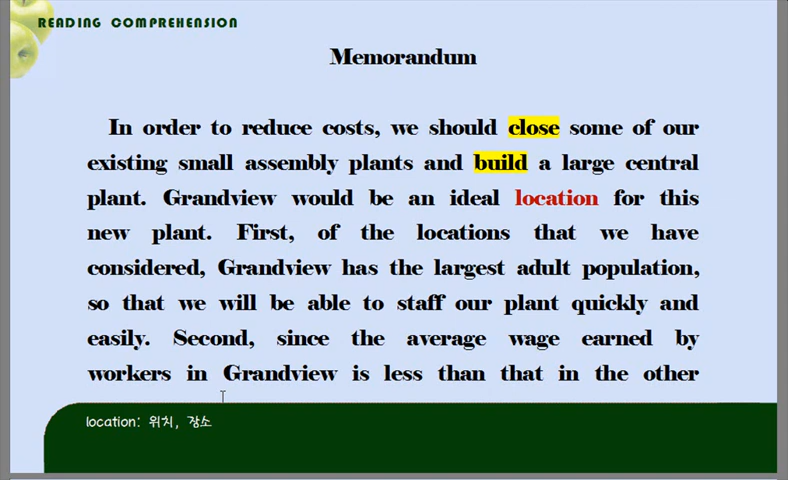 READING COMPREHENSION
Memorandum
In order to reduce costs, we should close some of our
existing small assembly plants and build a large central
plant. Grandview would be an ideal location for this
new plant. First, of the locations that we have
considered, Grandview has the largest adult population,
so that we will be able to staff our plant quickly and
easily. Second, since the average wage earned by
workers in Grandview is less than that in the other
location: 위치, 장소